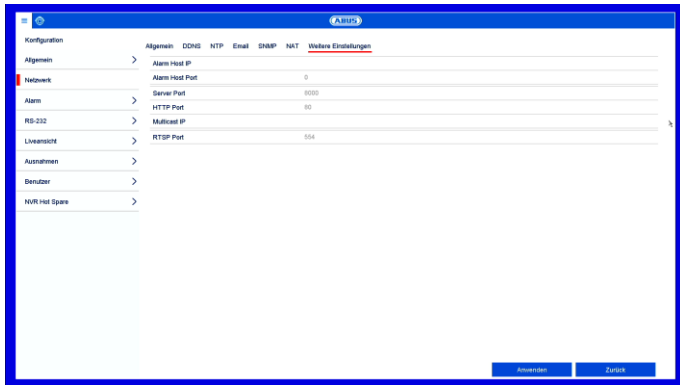 ABUS
Konfiguration
Allgemein
Netzwerk
Alarm
RS-232
Liveansicht
Ausnahmen
Benutzer
NVR Hot Spare
Allgemein DDNS NTP Email SNMP NAT Weitere Einstellungen
Alarm Host IP
Alarm Host Port 0
Server Port 8000
HTTP Port 80
Multicast IP
RTSP Port 554
Anwenden Zurück